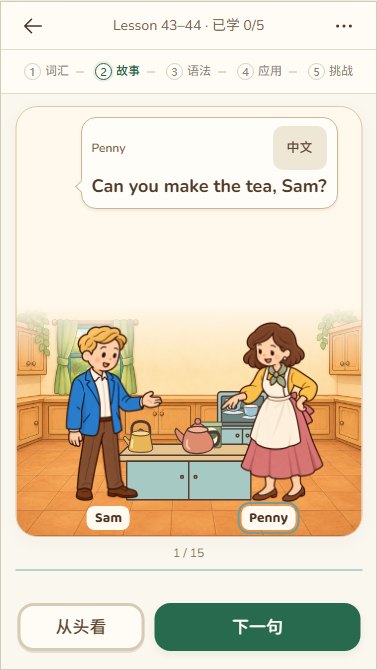 Lesson 43–44 · 已学 0/5
1 词汇 – 2 故事 – 3 语法 – 4 应用 – 5 挑战
Penny
中文
Can you make the tea, Sam?
Sam
Penny
1 / 15
从头看
下一句